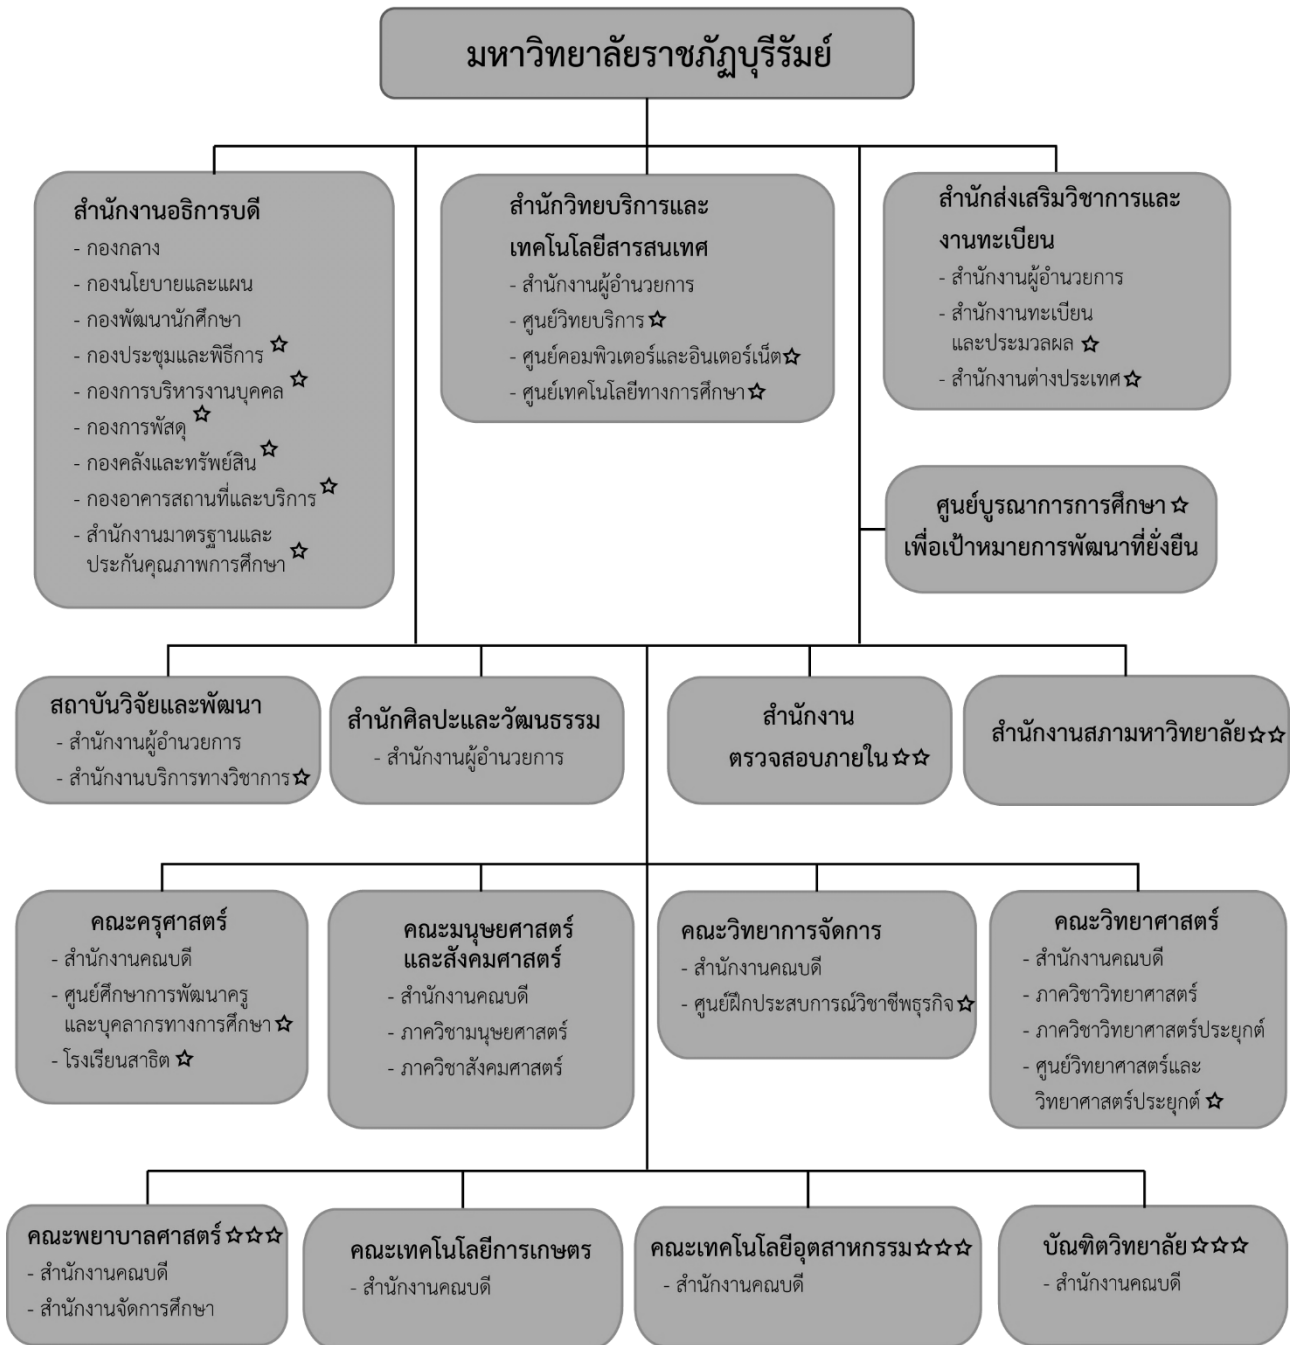 มหาวิทยาลัยราชภัฏบุรีรัมย์
สำนักงานอธิการบดี
- กองกลาง
- กองนโยบายและแผน
- กองพัฒนานักศึกษา
- กองประชุมและพิธีการ ☆
- กองการบริหารงานบุคคล ☆
- กองการพัสดุ ☆
- กองคลังและทรัพย์สิน ☆
- กองอาคารสถานที่และบริการ ☆
- สำนักงานมาตรฐานและ
ประกันคุณภาพการศึกษา ☆
สำนักวิทยบริการและ
เทคโนโลยีสารสนเทศ
- สำนักงานผู้อำนวยการ
- ศูนย์วิทยบริการ ☆
- ศูนย์คอมพิวเตอร์และอินเตอร์เน็ต ☆
- ศูนย์เทคโนโลยีทางการศึกษา ☆
สำนักส่งเสริมวิชาการและ
งานทะเบียน
- สำนักงานผู้อำนวยการ
- สำนักงานทะเบียน
และประมวลผล ☆
- สำนักงานต่างประเทศ ☆
ศูนย์บูรณาการการศึกษา ☆
เพื่อเป้าหมายการพัฒนาที่ยั่งยืน
สถาบันวิจัยและพัฒนา
- สำนักงานผู้อำนวยการ
- สำนักงานบริการทางวิชาการ ☆
สำนักศิลปะและวัฒนธรรม
- สำนักงานผู้อำนวยการ
สำนักงาน
ตรวจสอบภายใน ☆☆
สำนักงานสภามหาวิทยาลัย ☆☆
คณะครุศาสตร์
- สำนักงานคณบดี
- ศูนย์ศึกษาการพัฒนาครู
และบุคลากรทางการศึกษา ☆
- โรงเรียนสาธิต ☆
คณะมนุษยศาสตร์
และสังคมศาสตร์
- สำนักงานคณบดี
- ภาควิชามนุษยศาสตร์
- ภาควิชาสังคมศาสตร์
คณะวิทยาการจัดการ
- สำนักงานคณบดี
- ศูนย์ฝึกประสบการณ์วิชาชีพธุรกิจ ☆
คณะวิทยาศาสตร์
- สำนักงานคณบดี
- ภาควิชาวิทยาศาสตร์
- ภาควิชาวิทยาศาสตร์ประยุกต์
- ศูนย์วิทยาศาสตร์และ
วิทยาศาสตร์ประยุกต์ ☆
คณะพยาบาลศาสตร์ ☆☆☆
- สำนักงานคณบดี
- สำนักงานจัดการศึกษา
คณะเทคโนโลยีการเกษตร
- สำนักงานคณบดี
คณะเทคโนโลยีอุตสาหกรรม ☆☆☆
- สำนักงานคณบดี
บัณฑิตวิทยาลัย ☆☆☆
- สำนักงานคณบดี